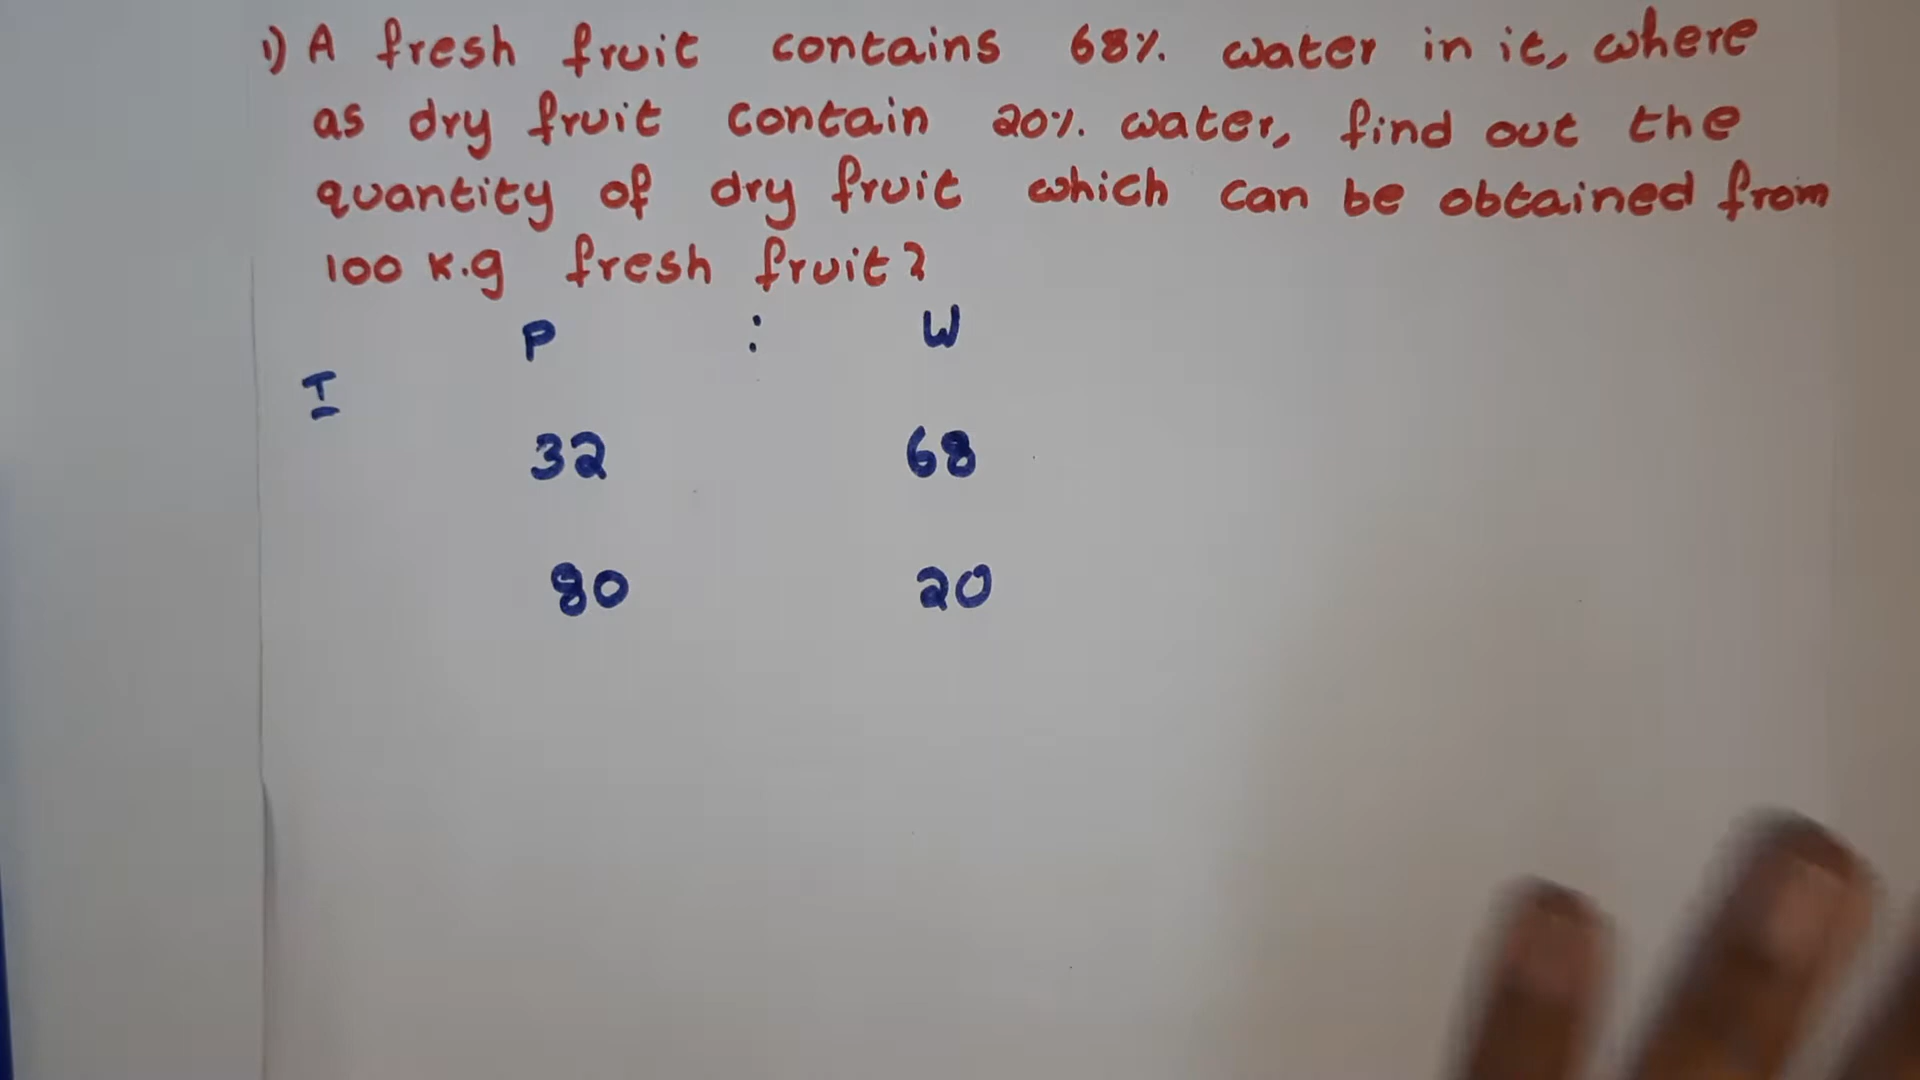 1) A fresh fruit contains 68% water in it, where
as dry fruit contain 20% water, find out the
quantity of dry fruit which can be obtained from
100 K.g fresh fruit?
P : W
I
32 68
80 20